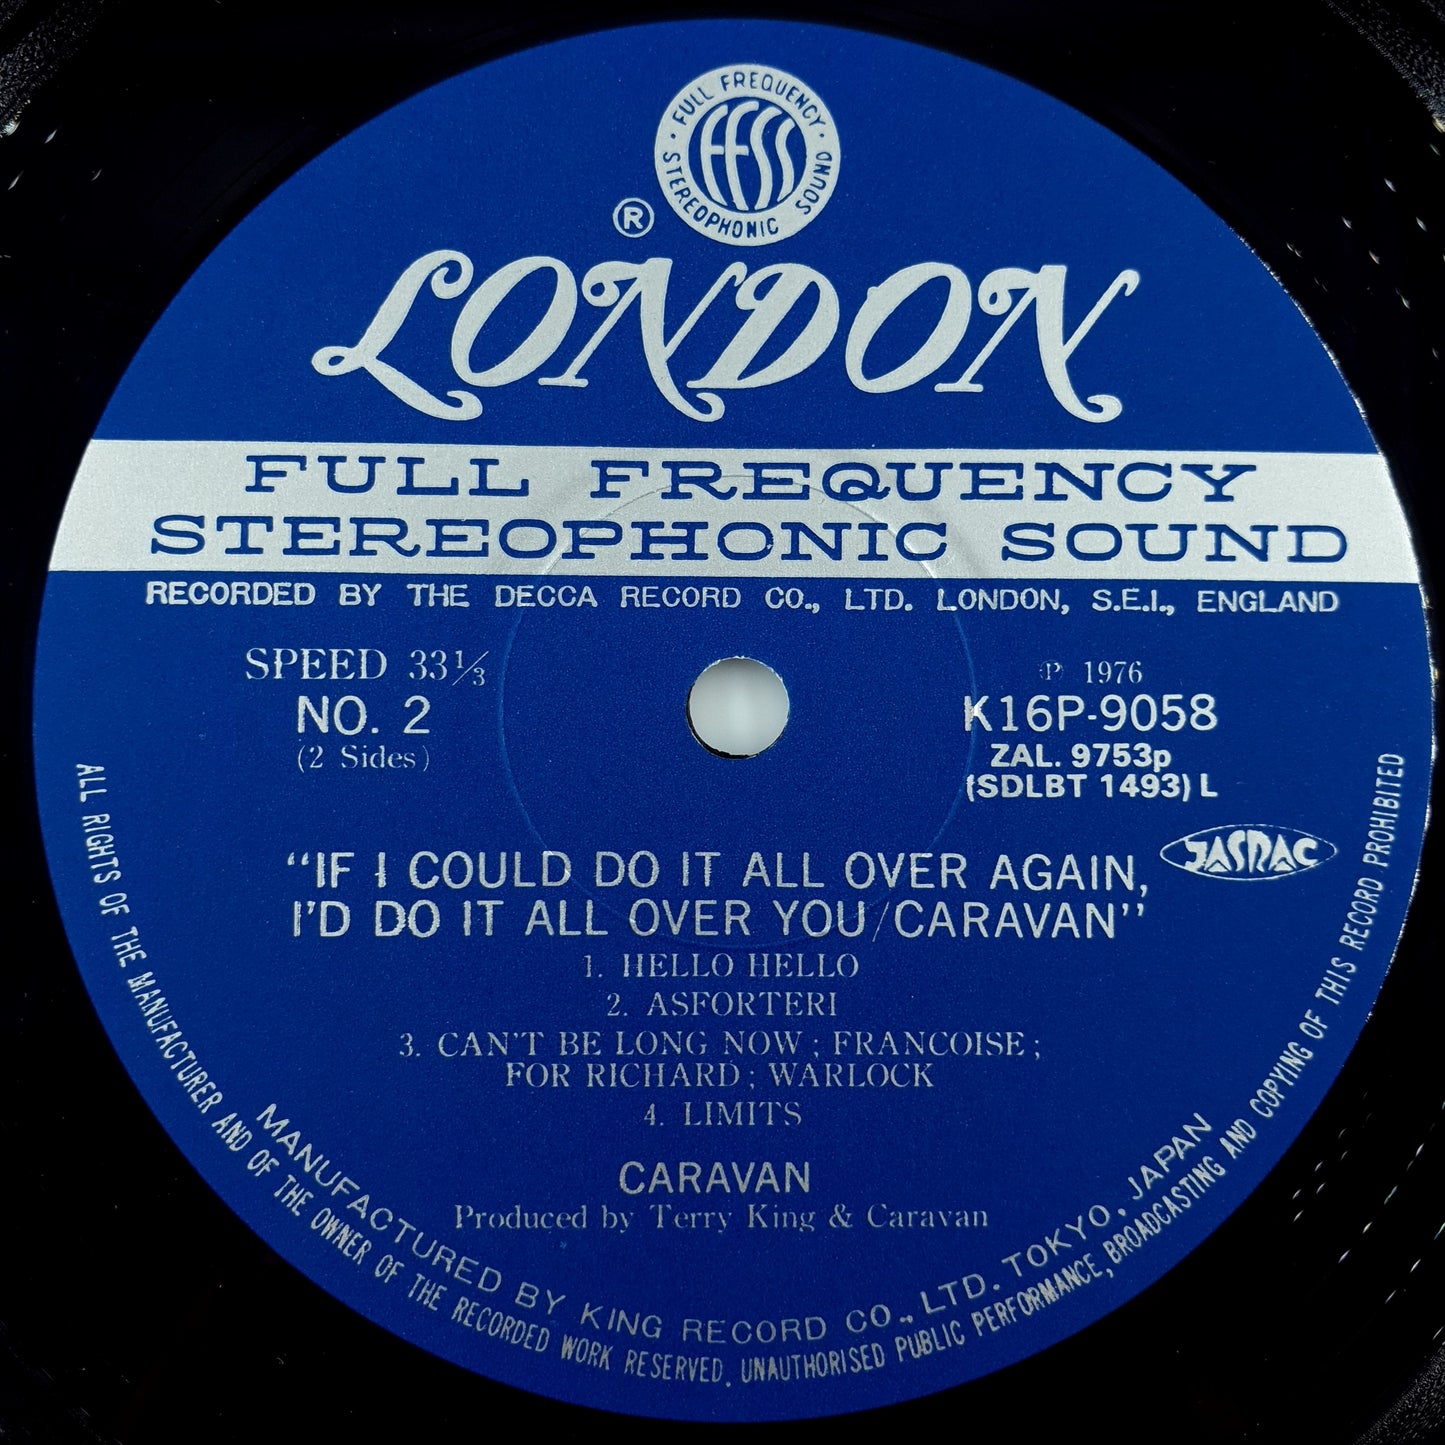 FULL FREQUENCY
STEREOPHONIC SOUND
FFSS
®
LONDON
FULL FREQUENCY
STEREOPHONIC SOUND
RECORDED BY THE DECCA RECORD CO., LTD. LONDON, S.E.I., ENGLAND
SPEED 33⅓
NO. 2
(2 Sides)
Ⓟ 1976
K16P-9058
ZAL. 9753p
(SDLBT 1493) L
JASRAC
"IF I COULD DO IT ALL OVER AGAIN,
I'D DO IT ALL OVER YOU/CARAVAN"
1. HELLO HELLO
2. ASFORTERI
3. CAN'T BE LONG NOW; FRANCOISE;
FOR RICHARD; WARLOCK
4. LIMITS
CARAVAN
Produced by Terry King & Caravan
MANUFACTURED BY KING RECORD CO., LTD. TOKYO, JAPAN
ALL RIGHTS OF THE MANUFACTURER AND OF THE OWNER OF THE RECORDED WORK RESERVED. UNAUTHORISED PUBLIC PERFORMANCE, BROADCASTING AND COPYING OF THIS RECORD PROHIBITED